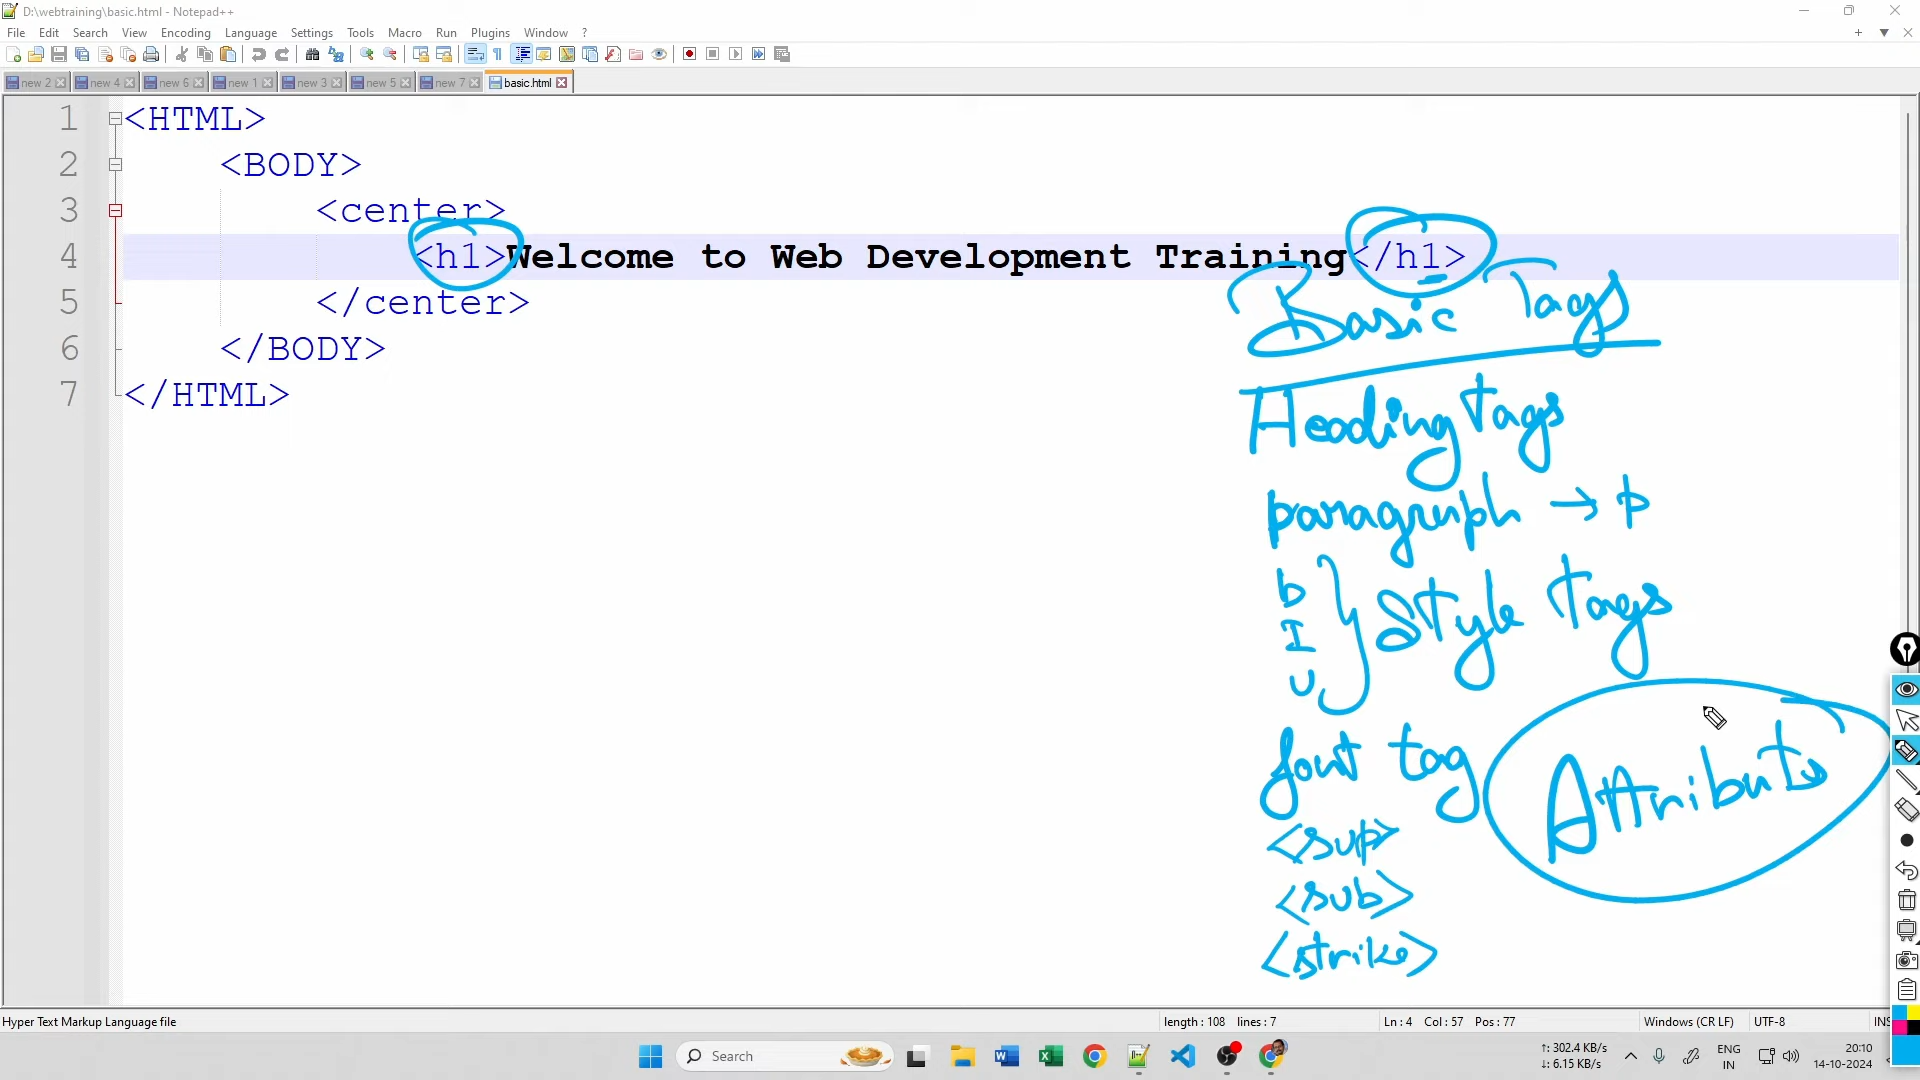 D:\webtraining\basic.html - Notepad++
File Edit Search View Encoding Language Settings Tools Macro Run Plugins Window ?
new 2 new 4 new 6 new 1 new 3 new 5 new 7 basic.html
1 <HTML>
2 <BODY>
3 <center>
4 <h1>Welcome to Web Development Training</h1>
5 </center>
6 </BODY>
7 </HTML>
Basic Tags
Heading tags
paragraph → p
b
I
U
Style tags
font tag
Attributs
<sup>
<sub>
<strike>
Hyper Text Markup Language file length : 108 lines : 7 Ln : 4 Col : 57 Pos : 77 Windows (CR LF) UTF-8 INS
Search
↑: 302.4 KB/s
↓: 6.15 KB/s
ENG
IN
20:10
14-10-2024